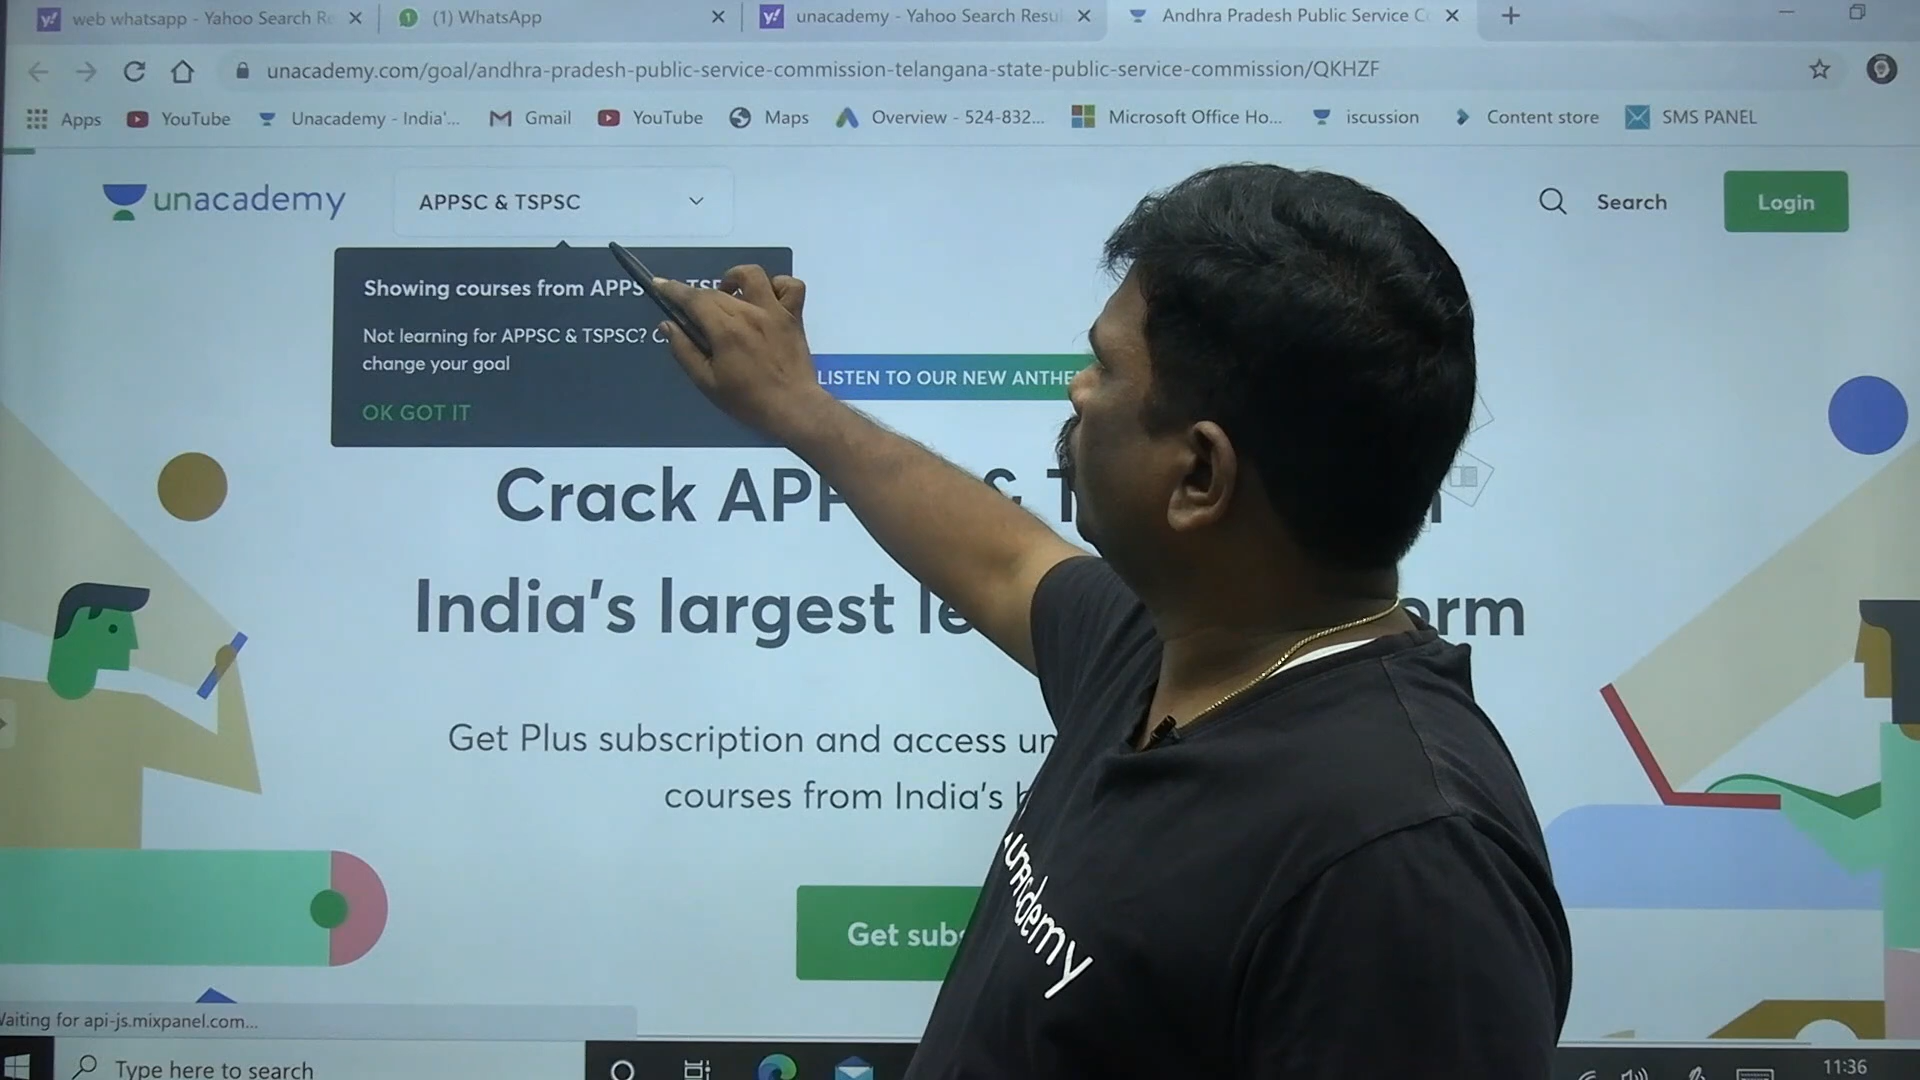 web whatsapp - Yahoo Search Re
(1) WhatsApp
unacademy - Yahoo Search Resul
Andhra Pradesh Public Service Co
unacademy.com/goal/andhra-pradesh-public-service-commission-telangana-state-public-service-commission/QKHZF
Apps
YouTube
Unacademy - India'...
Gmail
YouTube
Maps
Overview - 524-832...
Microsoft Office Ho...
iscussion
Content store
SMS PANEL
unacademy
APPSC & TSPSC
Search
Login
Showing courses from APPS
Not learning for APPSC & TSPSC?
change your goal
OK GOT IT
LISTEN TO OUR NEW ANTHE
Crack APP
India's largest le orm
Get Plus subscription and access un
courses from India's
Get subs
unacademy
Waiting for api-js.mixpanel.com...
Type here to search
11:36